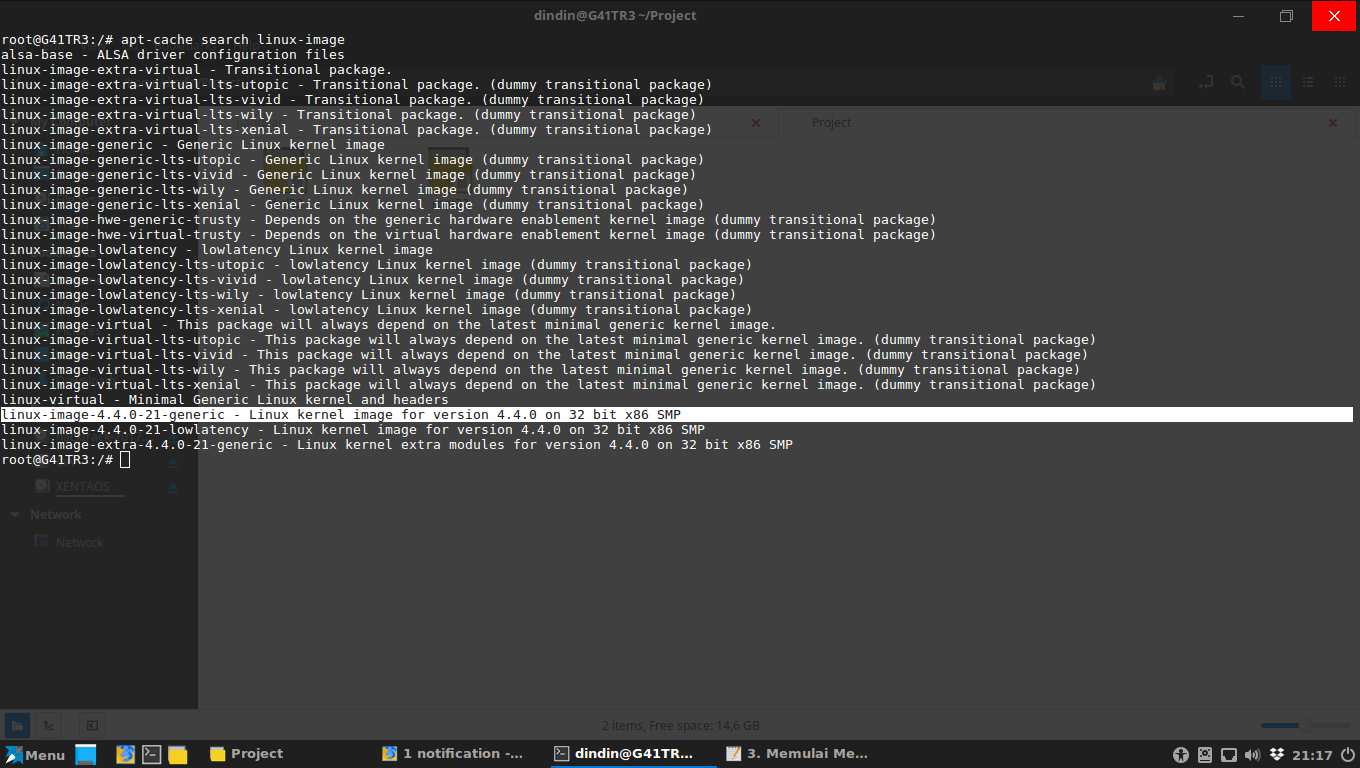 dindin@G41TR3 ~/Project
root@G41TR3:/# apt-cache search linux-image
alsa-base - ALSA driver configuration files
linux-image-extra-virtual - Transitional package.
linux-image-extra-virtual-lts-utopic - Transitional package. (dummy transitional package)
linux-image-extra-virtual-lts-vivid - Transitional package. (dummy transitional package)
linux-image-extra-virtual-lts-wily - Transitional package. (dummy transitional package)
linux-image-extra-virtual-lts-xenial - Transitional package. (dummy transitional package)
Project
linux-image-generic - Generic Linux kernel image
linux-image-generic-lts-utopic - Generic Linux kernel image (dummy transitional package)
linux-image-generic-lts-vivid - Generic Linux kernel image (dummy transitional package)
linux-image-generic-lts-wily - Generic Linux kernel image (dummy transitional package)
linux-image-generic-lts-xenial - Generic Linux kernel image (dummy transitional package)
linux-image-hwe-generic-trusty - Depends on the generic hardware enablement kernel image (dummy transitional package)
linux-image-hwe-virtual-trusty - Depends on the virtual hardware enablement kernel image (dummy transitional package)
linux-image-lowlatency - lowlatency Linux kernel image
linux-image-lowlatency-lts-utopic - lowlatency Linux kernel image (dummy transitional package)
linux-image-lowlatency-lts-vivid - lowlatency Linux kernel image (dummy transitional package)
linux-image-lowlatency-lts-wily - lowlatency Linux kernel image (dummy transitional package)
linux-image-lowlatency-lts-xenial - lowlatency Linux kernel image (dummy transitional package)
linux-image-virtual - This package will always depend on the latest minimal generic kernel image.
linux-image-virtual-lts-utopic - This package will always depend on the latest minimal generic kernel image. (dummy transitional package)
linux-image-virtual-lts-vivid - This package will always depend on the latest minimal generic kernel image. (dummy transitional package)
linux-image-virtual-lts-wily - This package will always depend on the latest minimal generic kernel image. (dummy transitional package)
linux-image-virtual-lts-xenial - This package will always depend on the latest minimal generic kernel image. (dummy transitional package)
linux-virtual - Minimal Generic Linux kernel and headers
linux-image-4.4.0-21-generic - Linux kernel image for version 4.4.0 on 32 bit x86 SMP
linux-image-4.4.0-21-lowlatency - Linux kernel image for version 4.4.0 on 32 bit x86 SMP
linux-image-extra-4.4.0-21-generic - Linux kernel extra modules for version 4.4.0 on 32 bit x86 SMP
root@G41TR3:/#
XENTAOS
Network
Network
2 items, Free space: 14,6 GB
Menu
Project
1 notification -...
dindin@G41TR...
3. Memulai Me...
21:17